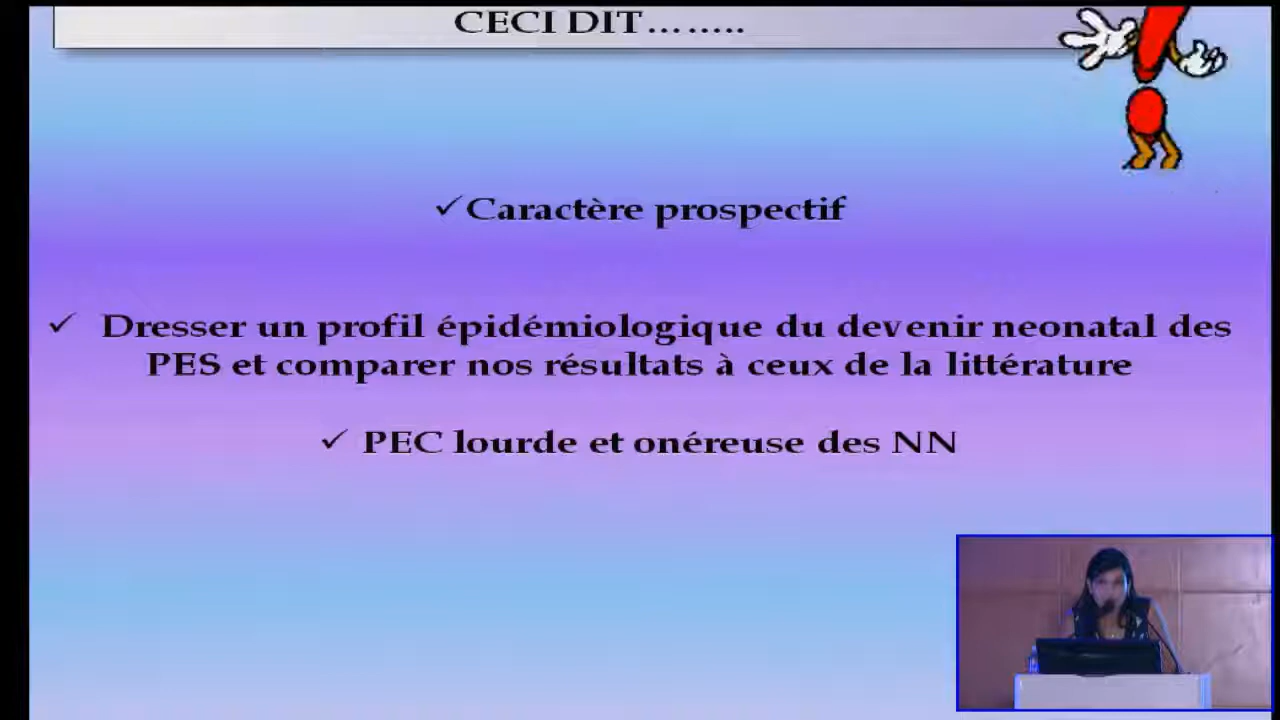 CECI DIT........
✓Caractère prospectif
✓ Dresser un profil épidémiologique du devenir neonatal des
PES et comparer nos résultats à ceux de la littérature
✓ PEC lourde et onéreuse des NN